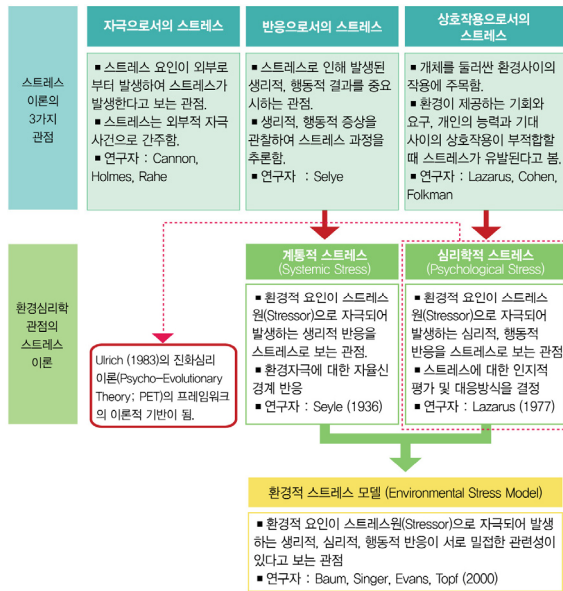 자극으로서의 스트레스
반응으로서의 스트레스
상호작용으로서의
스트레스
스트레스
이론의
3가지
관점
■ 스트레스 요인이 외부로
부터 발생하여 스트레스가
발생한다고 보는 관점.
■ 스트레스는 외부적 자극
사건으로 간주함.
■ 연구자 : Cannon,
Holmes, Rahe
■ 스트레스로 인해 발생된
생리적, 행동적 결과를 중요
시하는 관점.
■ 생리적, 행동적 증상을
관찰하여 스트레스 과정을
추론함.
■ 연구자 : Selye
■ 개체를 둘러싼 환경사이의
작용에 주목함.
■ 환경이 제공하는 기회와
요구, 개인의 능력과 기대
사이의 상호작용이 부적합할
때 스트레스가 유발된다고 봄.
■ 연구자 : Lazarus, Cohen,
Folkman
환경심리학
관점의
스트레스
이론
계통적 스트레스
(Systemic Stress)
심리학적 스트레스
(Psychological Stress)
Ulrich (1983)의 진화심리
이론(Psycho-Evolutionary
Theory; PET)의 프레임워크
의 이론적 기반이 됨.
■ 환경적 요인이 스트레스
원(Stressor)으로 자극되어
발생하는 생리적 반응을
스트레스로 보는 관점.
■ 환경자극에 대한 자율신
경계 반응
■ 연구자 : Seyle (1936)
■ 환경적 요인이 스트레스
원(Stressor)으로 자극되어
발생하는 심리적, 행동적
반응을 스트레스로 보는 관점
■ 스트레스에 대한 인지적
평가 및 대응방식을 결정
■ 연구자 : Lazarus (1977)
환경적 스트레스 모델 (Environmental Stress Model)
■ 환경적 요인이 스트레스원(Stressor)으로 자극되어 발생
하는 생리적, 심리적, 행동적 반응이 서로 밀접한 관련성이
있다고 보는 관점
■ 연구자 : Baum, Singer, Evans, Topf (2000)